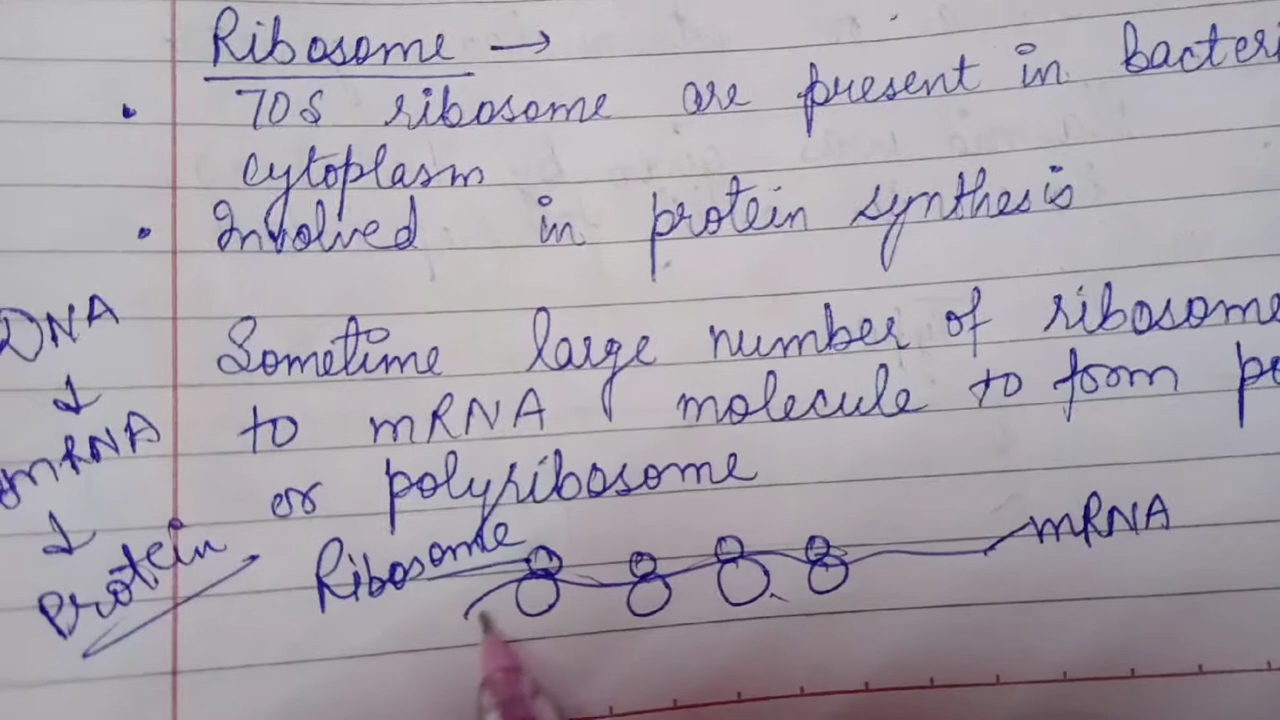 Ribosome →
• 70S ribosome are present in bacteri
cytoplasm
• Involved in protein synthesis
Sometime large number of ribosome
to mRNA molecule to form po
or polyribosome
DNA
↓
mRNA
↓
Protein
Ribosome
mRNA